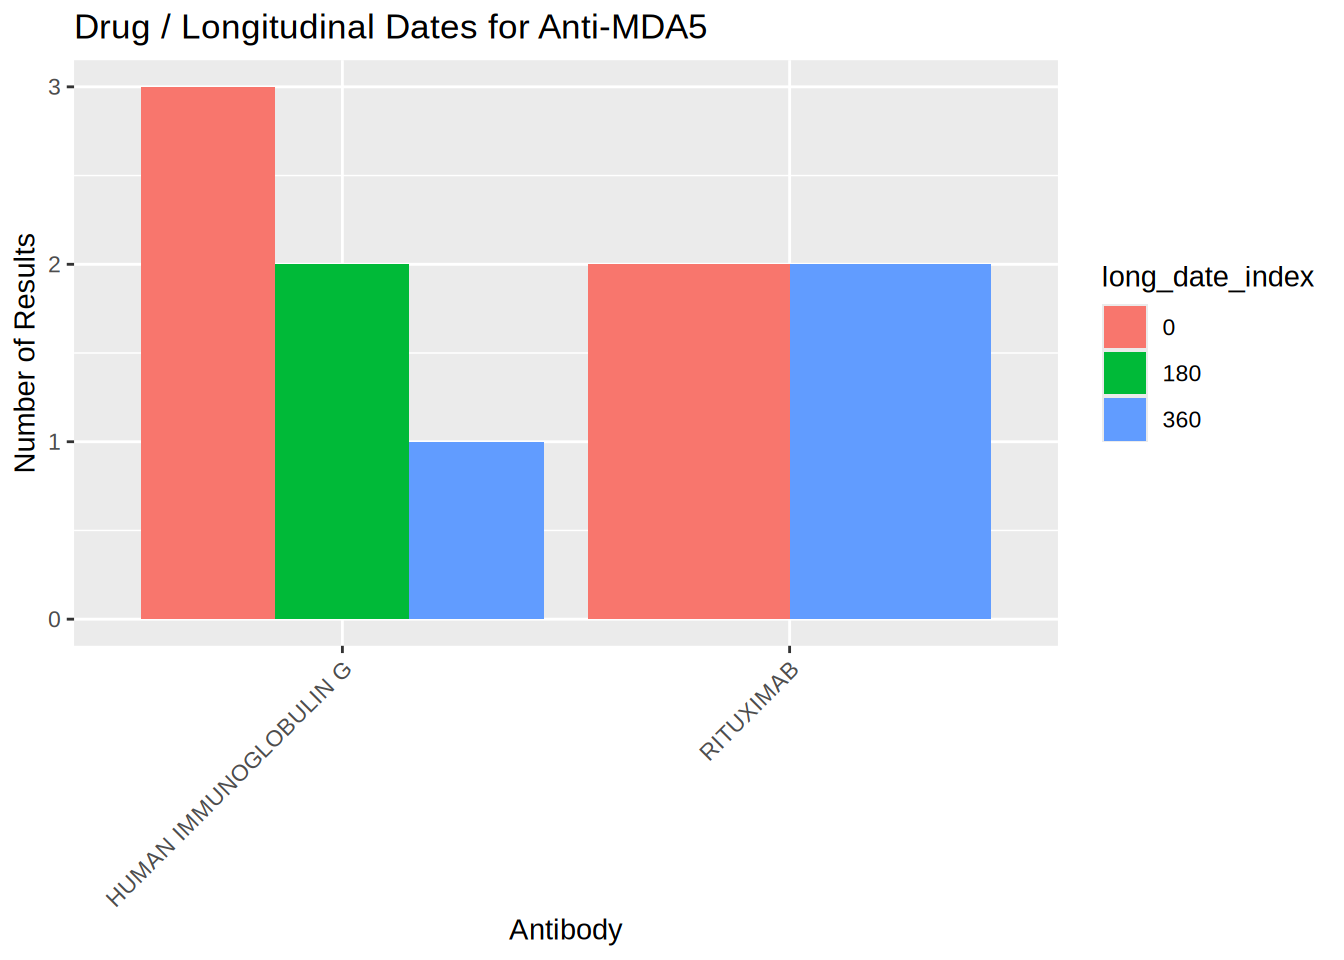 Drug / Longitudinal Dates for Anti-MDA5
Number of Results
3
2
1
0
HUMAN IMMUNOGLOBULIN G
RITUXIMAB
Antibody
long_date_index
0
180
360